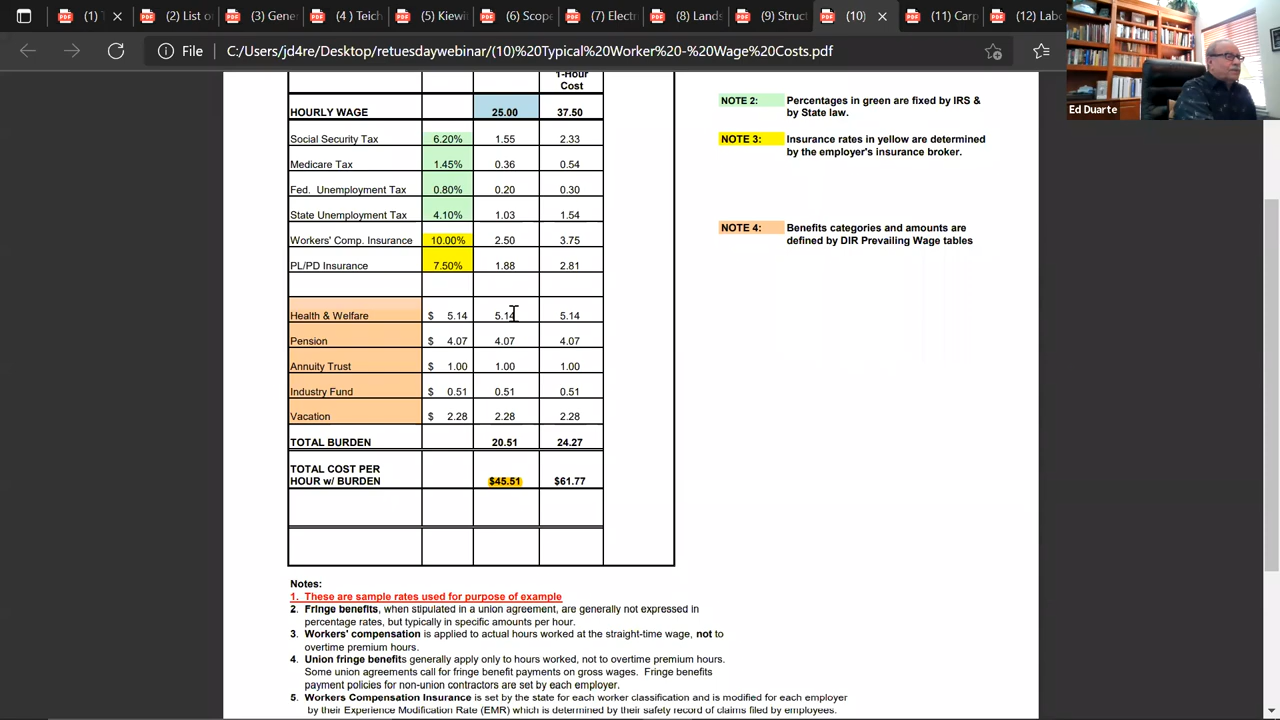 (1) T
(2) List of
(3) Gene
(4 ) Teich
(5) Kiewi
(6) Scope
(7) Electr
(8) Lands
(9) Struct
(10)
(11) Carp
(12) Labo
File
C:/Users/jd4re/Desktop/retuesdaywebinar/(10)%20Typical%20Worker%20-%20Wage%20Costs.pdf
Ed Duarte
1-Hour
Cost
HOURLY WAGE 25.00 37.50
Social Security Tax 6.20% 1.55 2.33
Medicare Tax 1.45% 0.36 0.54
Fed. Unemployment Tax 0.80% 0.20 0.30
State Unemployment Tax 4.10% 1.03 1.54
Workers' Comp. Insurance 10.00% 2.50 3.75
PL/PD Insurance 7.50% 1.88 2.81
Health & Welfare $ 5.14 5.14 5.14
Pension $ 4.07 4.07 4.07
Annuity Trust $ 1.00 1.00 1.00
Industry Fund $ 0.51 0.51 0.51
Vacation $ 2.28 2.28 2.28
TOTAL BURDEN 20.51 24.27
TOTAL COST PER
HOUR w/ BURDEN $45.51 $61.77
NOTE 2: Percentages in green are fixed by IRS &
by State law.
NOTE 3: Insurance rates in yellow are determined
by the employer's insurance broker.
NOTE 4: Benefits categories and amounts are
defined by DIR Prevailing Wage tables
Notes:
1. These are sample rates used for purpose of example
2. Fringe benefits, when stipulated in a union agreement, are generally not expressed in
percentage rates, but typically in specific amounts per hour.
3. Workers' compensation is applied to actual hours worked at the straight-time wage, not to
overtime premium hours.
4. Union fringe benefits generally apply only to hours worked, not to overtime premium hours.
Some union agreements call for fringe benefit payments on gross wages. Fringe benefits
payment policies for non-union contractors are set by each employer.
5. Workers Compensation Insurance is set by the state for each worker classification and is modified for each employer
by their Experience Modification Rate (EMR) which is determined by their safety record of claims filed by employees.